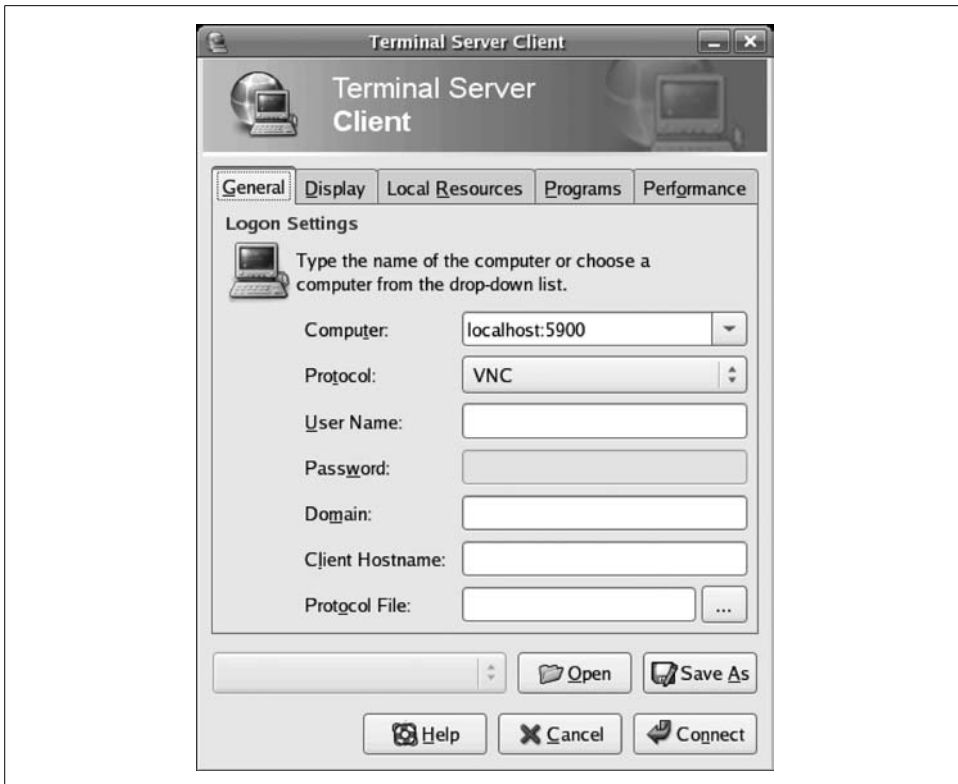 Terminal Server Client
Terminal Server
Client
General Display Local Resources Programs Performance
Logon Settings
Type the name of the computer or choose a
computer from the drop-down list.
Computer: localhost:5900
Protocol: VNC
User Name:
Password:
Domain:
Client Hostname:
Protocol File: ...
Open Save As
Help Cancel Connect